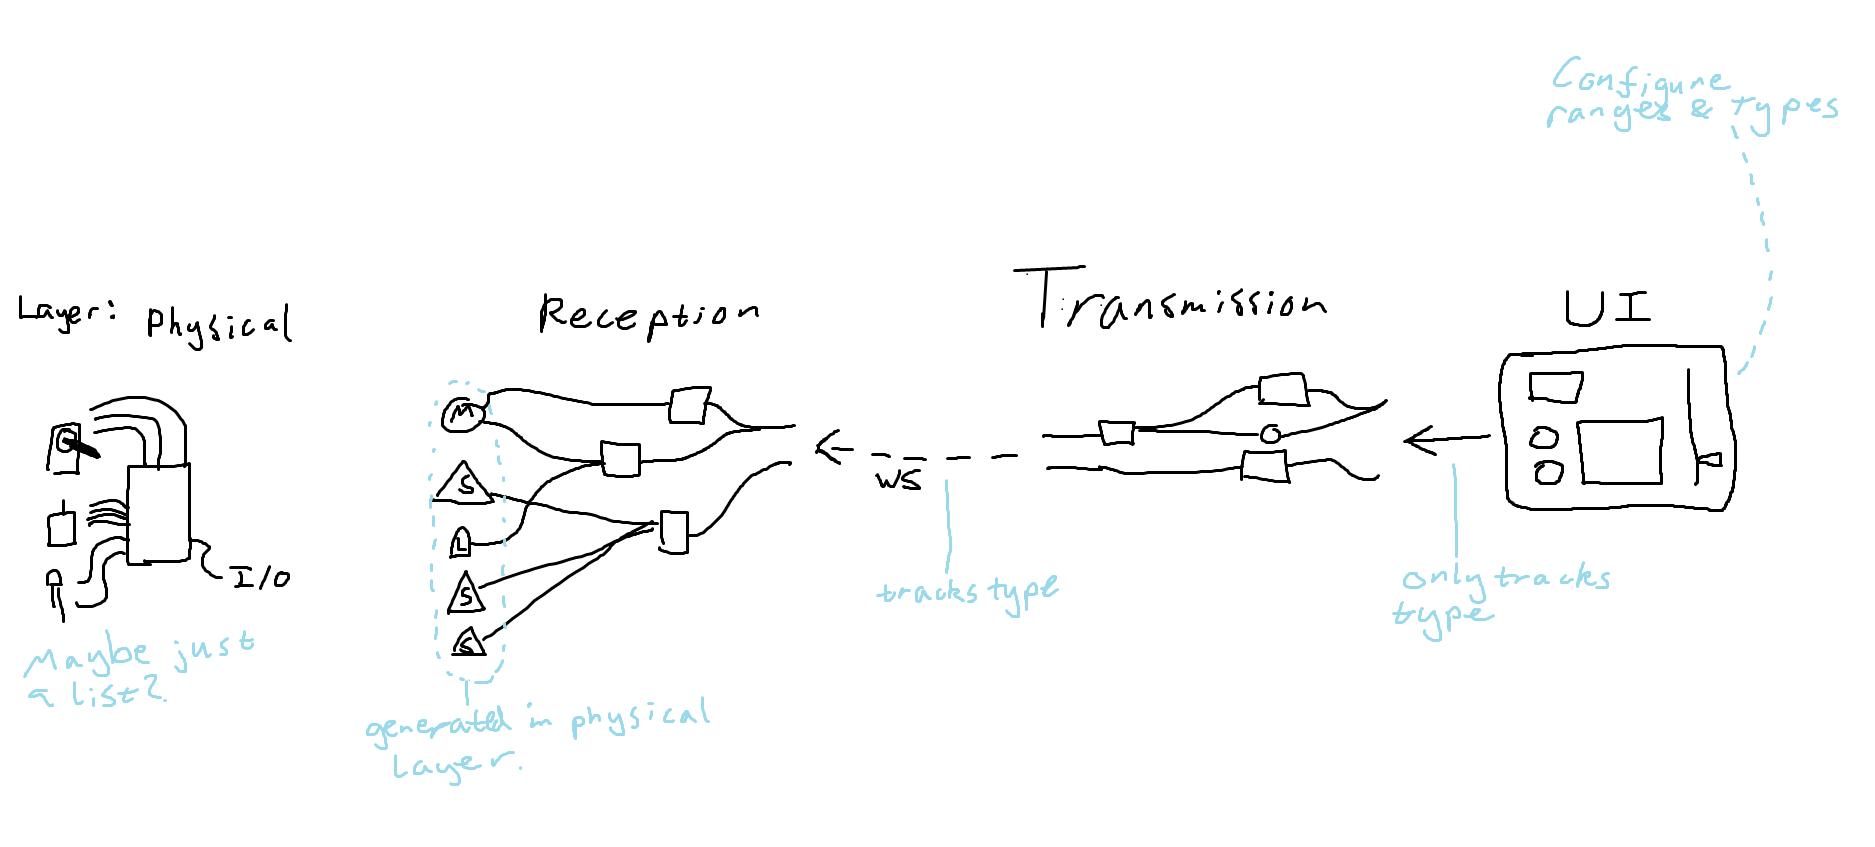 Configure
ranges & types
Layer: Physical
Reception
Transmission
UI
M
S
L
S
S
I/O
WS
tracks type
only tracks
type
Maybe just
a list?
generated in physical
Layer.